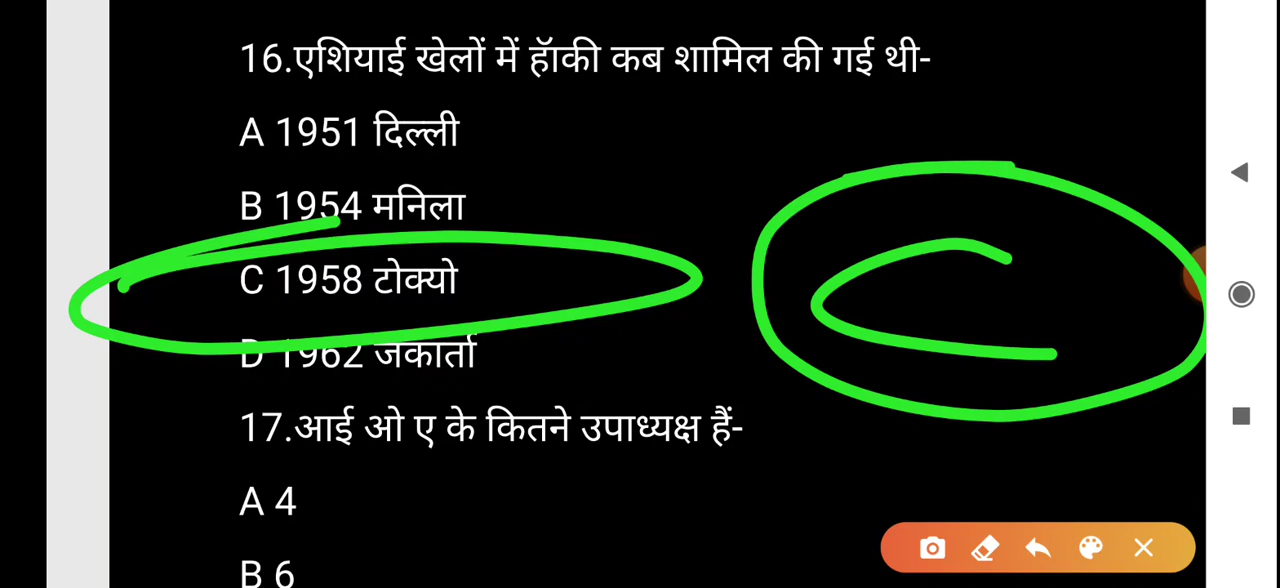 16.एशियाई खेलों में हॉकी कब शामिल की गई थी-
A 1951 दिल्ली
B 1954 मनिला
C 1958 टोक्यो
C
D 1962 जकार्ता
17.आई ओ ए के कितने उपाध्यक्ष हैं-
A 4
B 6